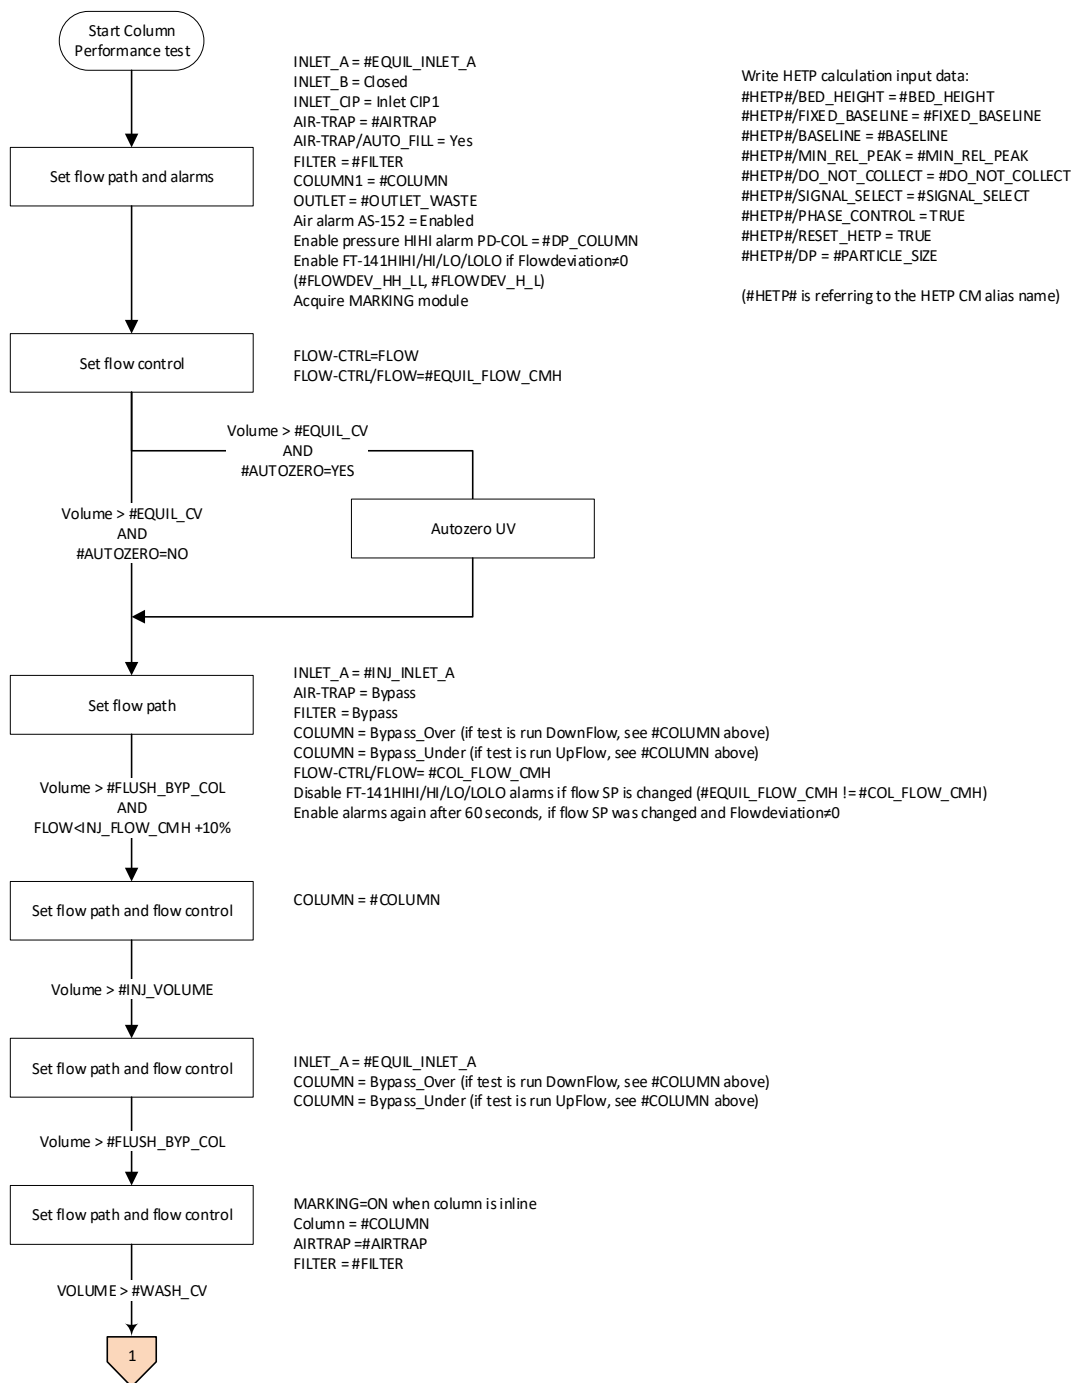 Start Column
Performance test
INLET_A = #EQUIL_INLET_A
INLET_B = Closed
INLET_CIP = Inlet CIP1
AIR-TRAP = #AIRTRAP
AIR-TRAP/AUTO_FILL = Yes
FILTER = #FILTER
COLUMN1 = #COLUMN
OUTLET = #OUTLET_WASTE
Air alarm AS-152 = Enabled
Enable pressure HIHI alarm PD-COL = #DP_COLUMN
Enable FT-141HIHI/HI/LO/LOLO if Flowdeviation≠0
(#FLOWDEV_HH_LL, #FLOWDEV_H_L)
Acquire MARKING module
Write HETP calculation input data:
#HETP#/BED_HEIGHT = #BED_HEIGHT
#HETP#/FIXED_BASELINE = #FIXED_BASELINE
#HETP#/BASELINE = #BASELINE
#HETP#/MIN_REL_PEAK = #MIN_REL_PEAK
#HETP#/DO_NOT_COLLECT = #DO_NOT_COLLECT
#HETP#/SIGNAL_SELECT = #SIGNAL_SELECT
#HETP#/PHASE_CONTROL = TRUE
#HETP#/RESET_HETP = TRUE
#HETP#/DP = #PARTICLE_SIZE
(#HETP# is referring to the HETP CM alias name)
Set flow path and alarms
Set flow control
FLOW-CTRL=FLOW
FLOW-CTRL/FLOW=#EQUIL_FLOW_CMH
Volume > #EQUIL_CV
AND
#AUTOZERO=YES
Volume > #EQUIL_CV
AND
#AUTOZERO=NO
Autozero UV
Set flow path
INLET_A = #INJ_INLET_A
AIR-TRAP = Bypass
FILTER = Bypass
COLUMN = Bypass_Over (if test is run DownFlow, see #COLUMN above)
COLUMN = Bypass_Under (if test is run UpFlow, see #COLUMN above)
FLOW-CTRL/FLOW= #COL_FLOW_CMH
Disable FT-141HIHI/HI/LO/LOLO alarms if flow SP is changed (#EQUIL_FLOW_CMH != #COL_FLOW_CMH)
Enable alarms again after 60 seconds, if flow SP was changed and Flowdeviation≠0
Volume > #FLUSH_BYP_COL
AND
FLOW<INJ_FLOW_CMH +10%
Set flow path and flow control
COLUMN = #COLUMN
Volume > #INJ_VOLUME
Set flow path and flow control
INLET_A = #EQUIL_INLET_A
COLUMN = Bypass_Over (if test is run DownFlow, see #COLUMN above)
COLUMN = Bypass_Under (if test is run UpFlow, see #COLUMN above)
Volume > #FLUSH_BYP_COL
Set flow path and flow control
MARKING=ON when column is inline
Column = #COLUMN
AIRTRAP =#AIRTRAP
FILTER = #FILTER
VOLUME > #WASH_CV
1